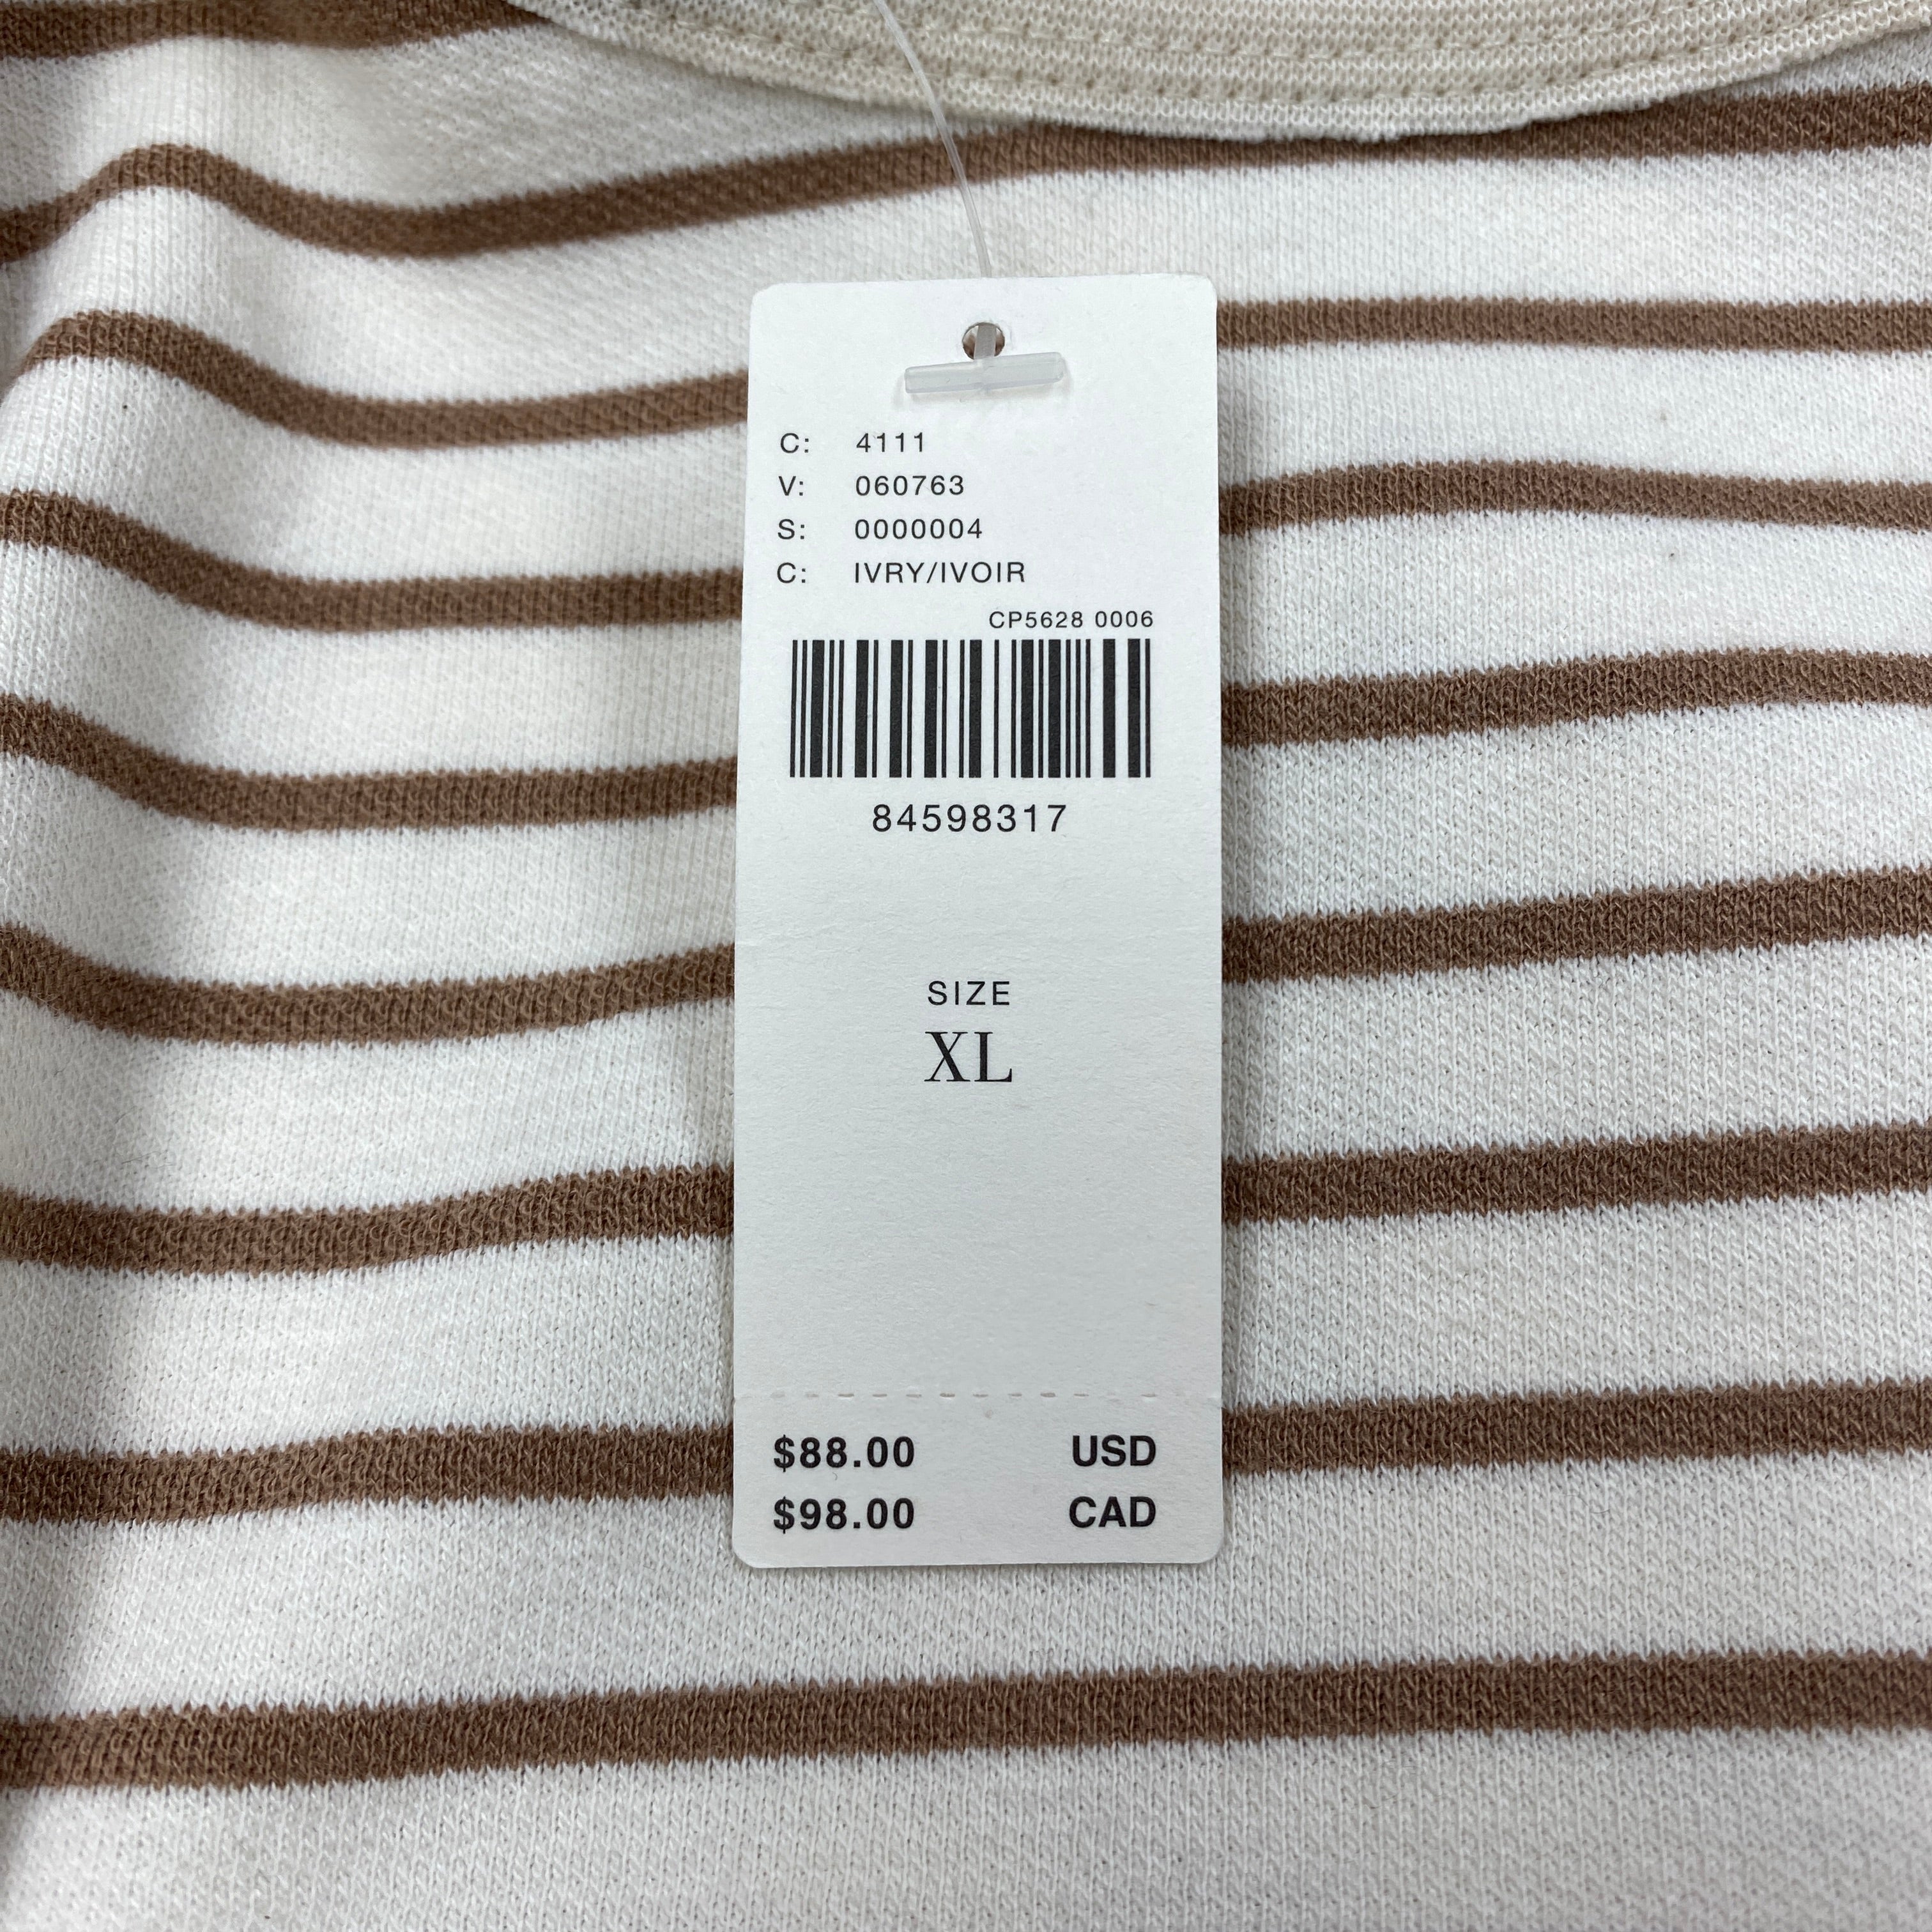 C: 4111
V: 060763
S: 0000004
C: IVRY/IVOIR
CP5628 0006
84598317
SIZE
XL
$88.00 USD
$98.00 CAD